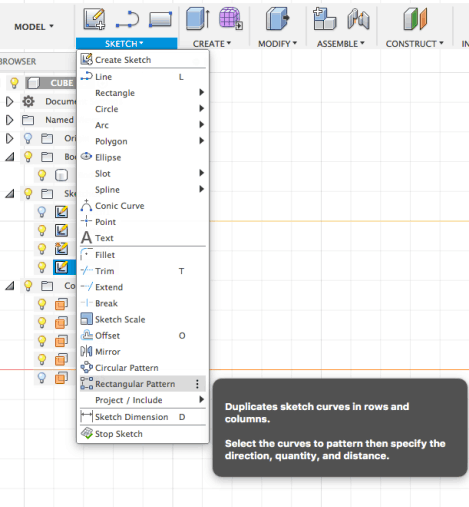 MODEL ▾
SKETCH ▾
CREATE ▾
MODIFY ▾
ASSEMBLE ▾
CONSTRUCT ▾
IN
BROWSER
CUBE
Docume
Named
Ori
Bo
Ske
Co
Create Sketch
Line L
Rectangle
Circle
Arc
Polygon
Ellipse
Slot
Spline
Conic Curve
Point
Text
Fillet
Trim T
Extend
Break
Sketch Scale
Offset O
Mirror
Circular Pattern
Rectangular Pattern
Project / Include
Sketch Dimension D
Stop Sketch
Duplicates sketch curves in rows and
columns.
Select the curves to pattern then specify the
direction, quantity, and distance.